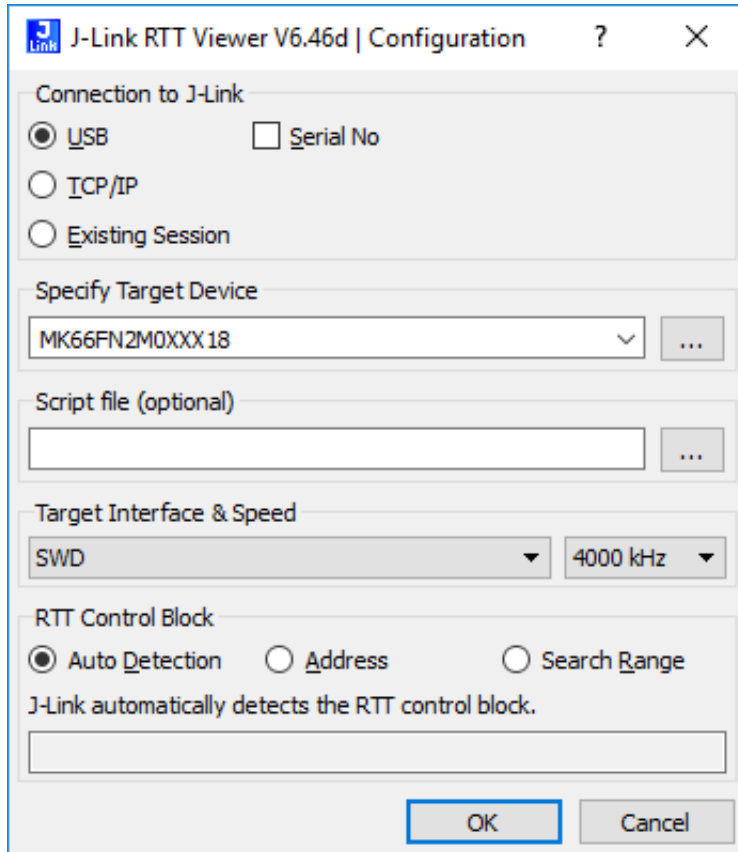 J-Link RTT Viewer V6.46d | Configuration ?
Connection to J-Link
USB Serial No
TCP/IP
Existing Session
Specify Target Device
MK66FN2M0XXX18 ...
Script file (optional)
...
Target Interface & Speed
SWD 4000 kHz
RTT Control Block
Auto Detection Address Search Range
J-Link automatically detects the RTT control block.
OK Cancel